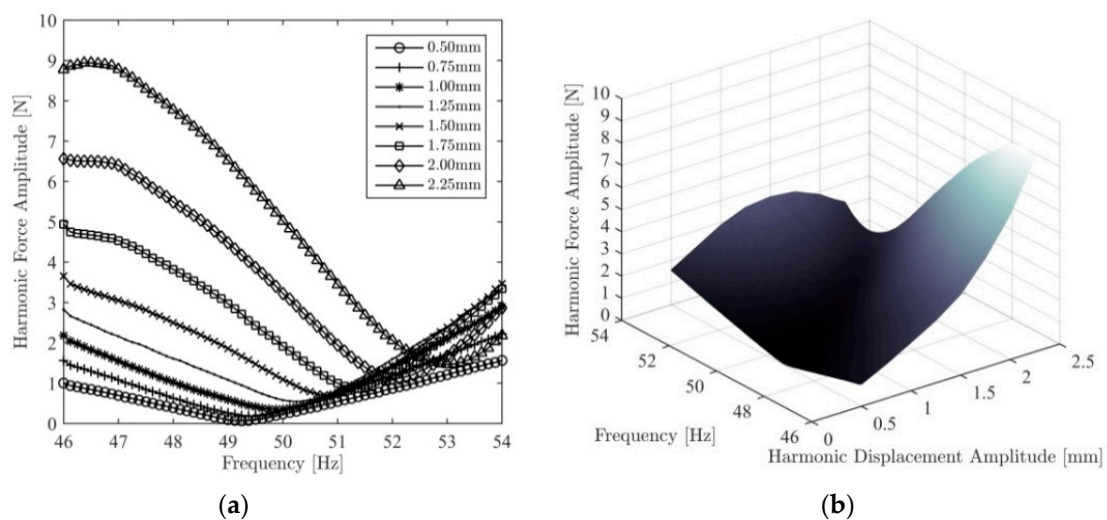 Harmonic Force Amplitude [N]
10
9
8
7
6
5
4
3
2
1
0
46 47 48 49 50 51 52 53 54
Frequency [Hz]
0.50mm
0.75mm
1.00mm
1.25mm
1.50mm
1.75mm
2.00mm
2.25mm
(a)
Harmonic Force Amplitude [N]
10
9
8
7
6
5
4
3
2
1
0
54
52
50
48
46
Frequency [Hz]
0
0.5
1
1.5
2
2.5
Harmonic Displacement Amplitude [mm]
(b)